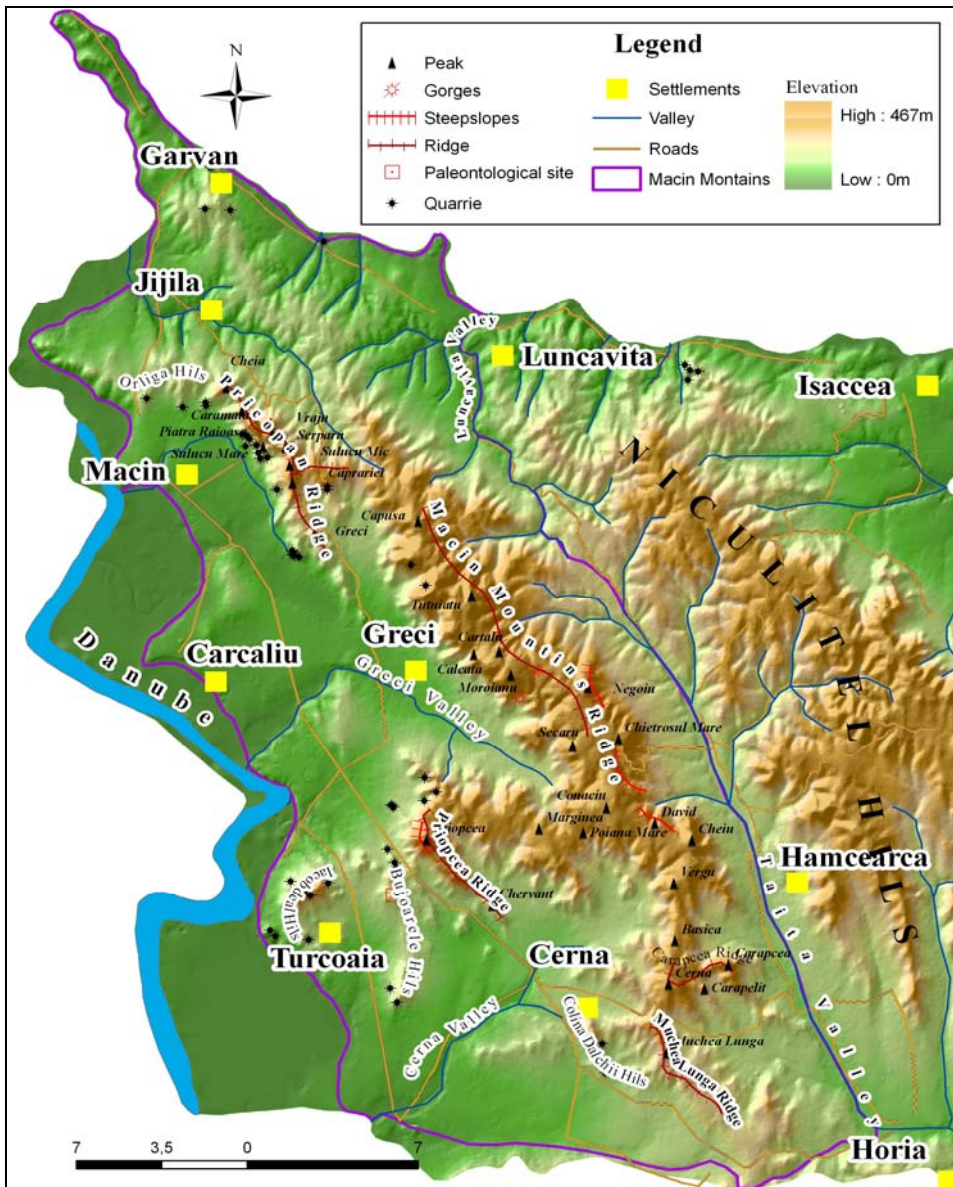 Legend
Peak
Gorges
Steepslopes
Ridge
Paleontological site
Quarrie
Settlements
Valley
Roads
Macin Montains
Elevation
High : 467m
Low : 0m
N
Garvan
Jijila
Luncavita Valley
Luncavita
Isaccea
Cheia
Ortiga Hils
Pricopan Ridge
Caramalau
Vraju
Piatra Raioasa
Serparu
Sulucu Mare
Sulucu Mic
Caprariei
Macin
NICULITEL HILLS
Greci
Capusa
Macin Mountins Ridge
Tutuiatu
Danube
Carcaliu
Greci
Greci Valley
Cartalu
Calcata
Moroianu
Negoiu
Secaru
Chietrosul Mare
Conaciu
Marginea
David
Poiana Mare
Cheiu
Priopcea Ridge
Chervant
Taita Valley
Hamcearca
Vergu
Iacobdeal Hills
Bujoarele Hills
Turcoaia
Basica
Cerna
Carapcea Ridge
Carapcea
Cerna
Carapelit
Cerna Valley
Colina Dalchii Hils
Muchea Lunga
Muchea Lunga Ridge
Horia
7 3,5 0 7